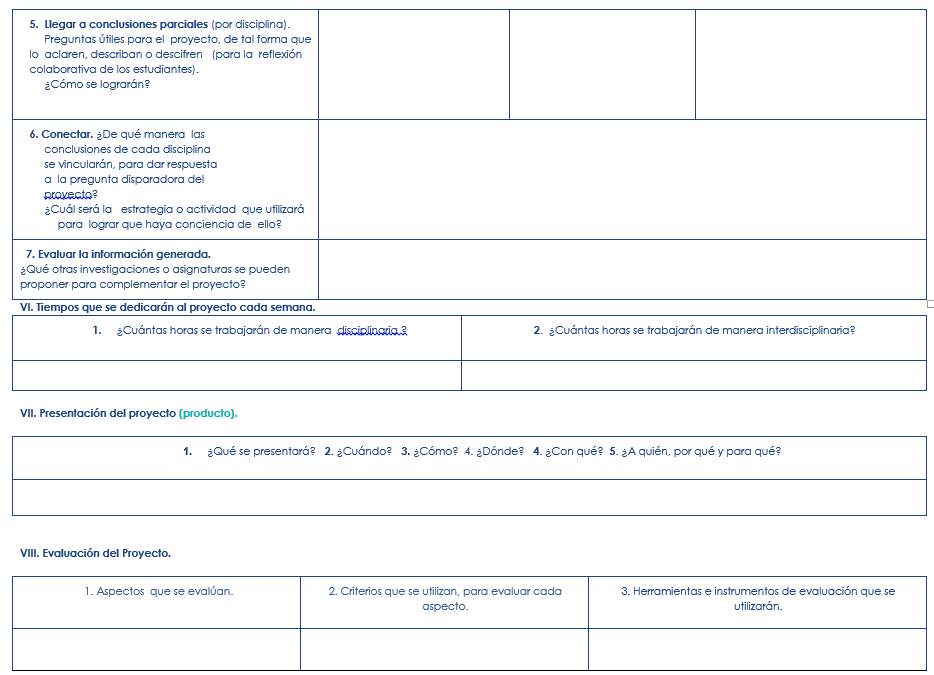 5. Llegar a conclusiones parciales (por disciplina).
Preguntas útiles para el proyecto, de tal forma que
lo aclaren, describan o descifren (para la reflexión
colaborativa de los estudiantes).
¿Cómo se lograrán?
6. Conectar. ¿De qué manera las
conclusiones de cada disciplina
se vincularán, para dar respuesta
a la pregunta disparadora del
proyecto?
¿Cuál será la estrategia o actividad que utilizará
para lograr que haya conciencia de ello?
7. Evaluar la información generada.
¿Qué otras investigaciones o asignaturas se pueden
proponer para complementar el proyecto?
VI. Tiempos que se dedicarán al proyecto cada semana.
1. ¿Cuántas horas se trabajarán de manera disciplinaria ?
2. ¿Cuántas horas se trabajarán de manera interdisciplinaria?
VII. Presentación del proyecto (producto).
1. ¿Qué se presentará? 2. ¿Cuándo? 3. ¿Cómo? 4. ¿Dónde? 4. ¿Con qué? 5. ¿A quién, por qué y para qué?
VIII. Evaluación del Proyecto.
1. Aspectos que se evalúan.
2. Criterios que se utilizan, para evaluar cada
aspecto.
3. Herramientas e instrumentos de evaluación que se
utilizarán.